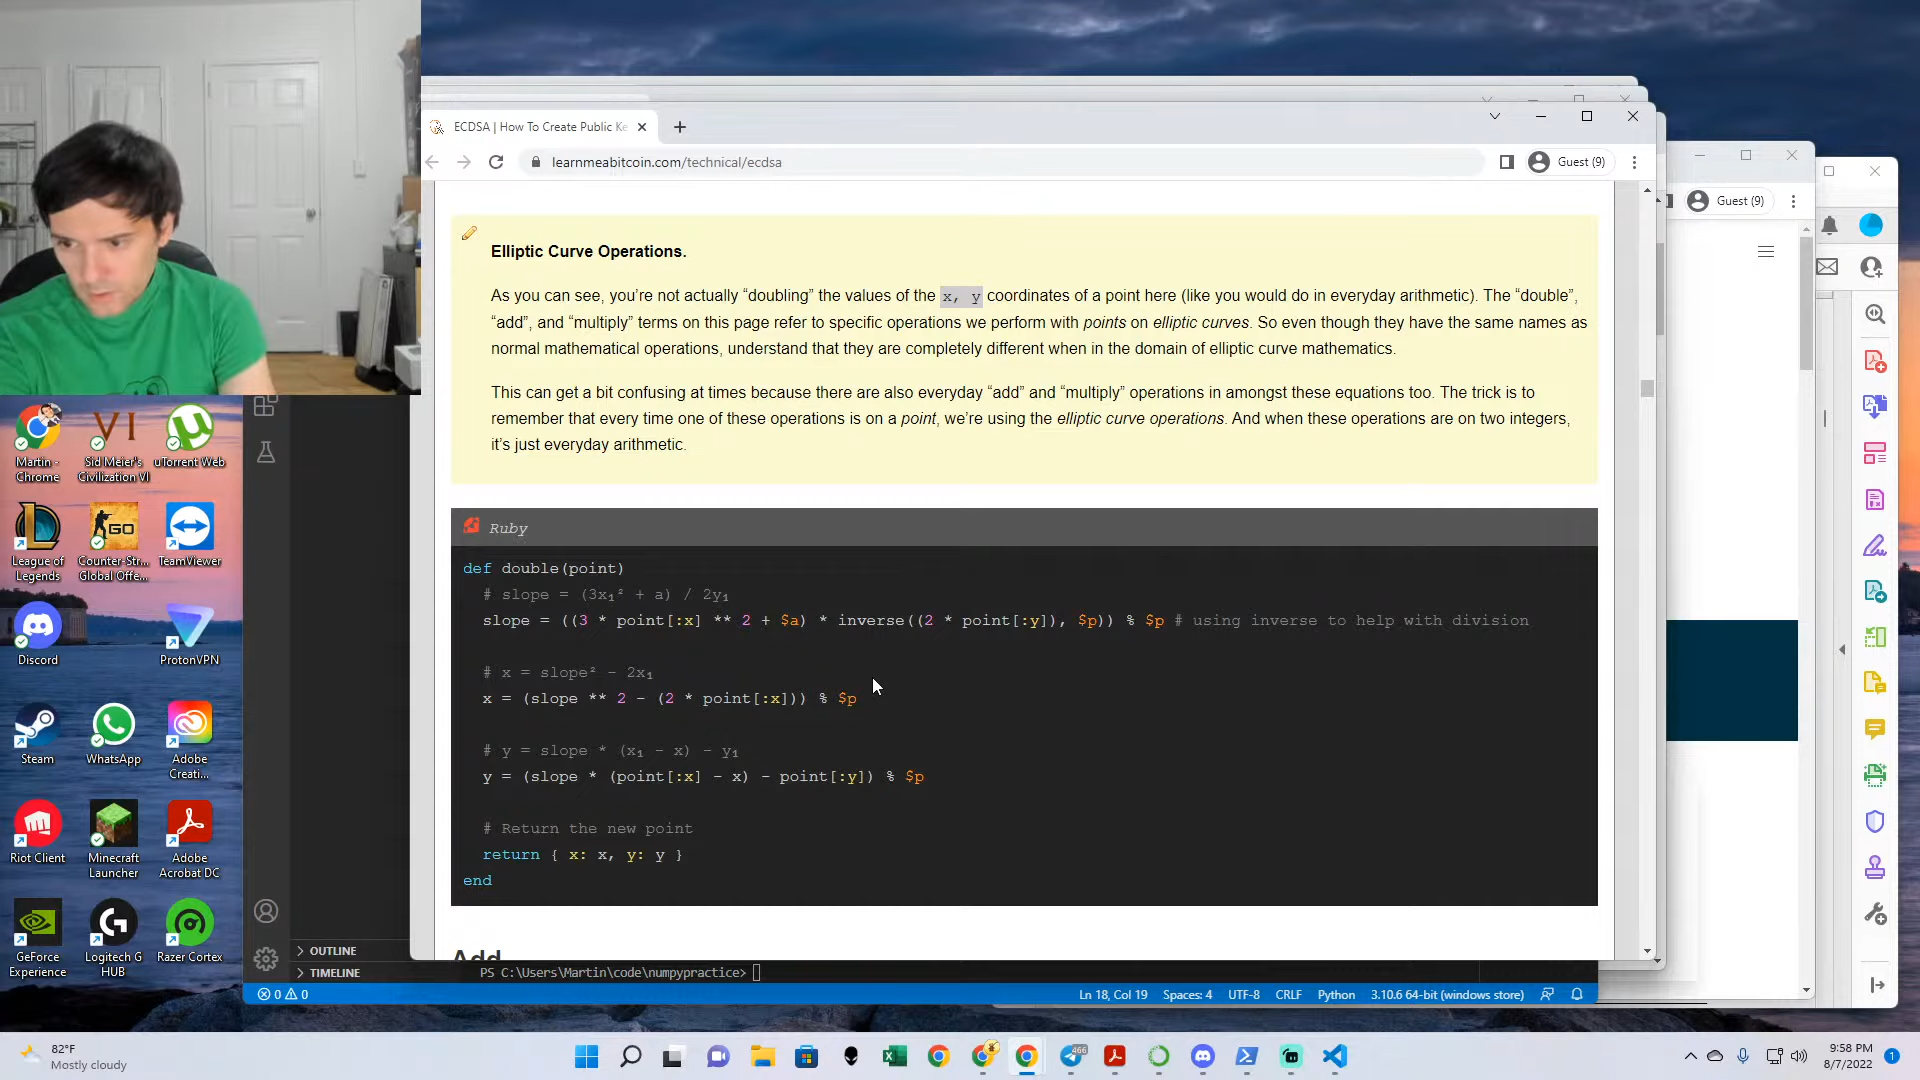 ECDSA | How To Create Public Ke
learnmeabitcoin.com/technical/ecdsa
Guest (9)
Guest (9)
Elliptic Curve Operations.
As you can see, you’re not actually “doubling” the values of the x, y coordinates of a point here (like you would do in everyday arithmetic). The “double”,
“add”, and “multiply” terms on this page refer to specific operations we perform with points on elliptic curves. So even though they have the same names as
normal mathematical operations, understand that they are completely different when in the domain of elliptic curve mathematics.
This can get a bit confusing at times because there are also everyday “add” and “multiply” operations in amongst these equations too. The trick is to
remember that every time one of these operations is on a point, we’re using the elliptic curve operations. And when these operations are on two integers,
it’s just everyday arithmetic.
Ruby
def double(point)
# slope = (3x₁² + a) / 2y₁
slope = ((3 * point[:x] ** 2 + $a) * inverse((2 * point[:y]), $p)) % $p # using inverse to help with division
# x = slope² - 2x₁
x = (slope ** 2 - (2 * point[:x])) % $p
# y = slope * (x₁ - x) - y₁
y = (slope * (point[:x] - x) - point[:y]) % $p
# Return the new point
return { x: x, y: y }
end
Add
Martin - Chrome
VI
Sid Meier's Civilization VI
uTorrent Web
League of Legends
GO
Counter-Str... Global Offe...
TeamViewer
Discord
ProtonVPN
Steam
WhatsApp
Adobe Creati...
Riot Client
Minecraft Launcher
Adobe Acrobat DC
GeForce Experience
Logitech G HUB
Razer Cortex
OUTLINE
TIMELINE
PS C:\Users\Martin\code\numpypractice>
0 0
Ln 18, Col 19
Spaces: 4
UTF-8
CRLF
Python
3.10.6 64-bit (windows store)
82°F
Mostly cloudy
466
9:58 PM
8/7/2022
1